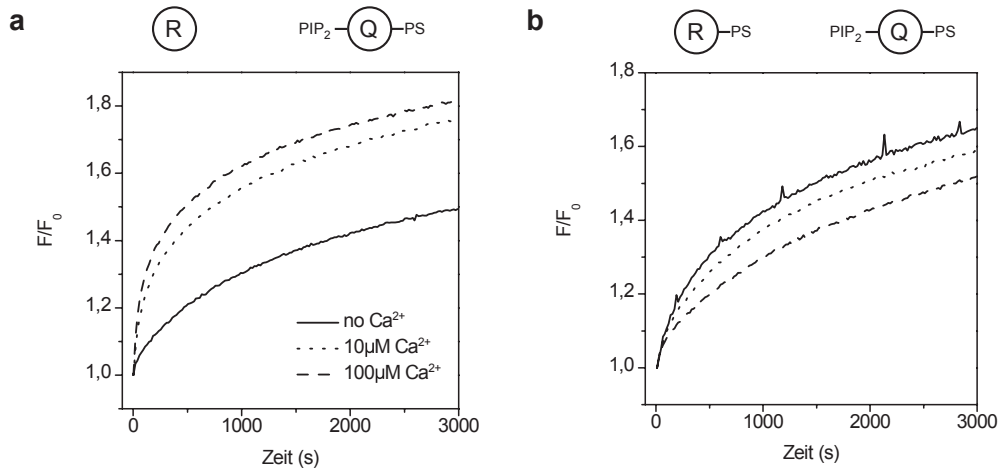 a
R
PIP2 Q PS
1,8
1,6
1,4
1,2
1,0
F/F0
no Ca2+
10µM Ca2+
100µM Ca2+
0 1000 2000 3000
Zeit (s)
b
R PS
PIP2 Q PS
1,8
1,6
1,4
1,2
1,0
F/F0
0 1000 2000 3000
Zeit (s)